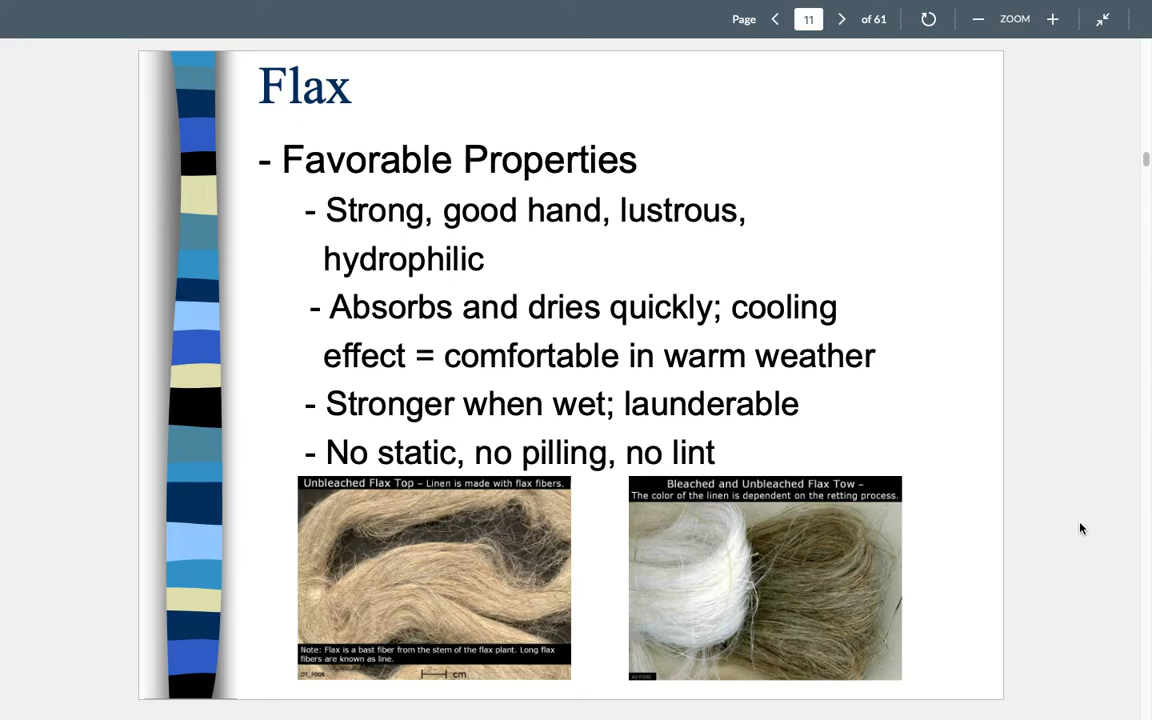 Page 11 of 61 ZOOM
Flax
- Favorable Properties
- Strong, good hand, lustrous,
hydrophilic
- Absorbs and dries quickly; cooling
effect = comfortable in warm weather
- Stronger when wet; launderable
- No static, no pilling, no lint
Unbleached Flax Top – Linen is made with flax fibers.
Note: Flax is a bast fiber from the stem of the flax plant. Long flax
fibers are known as line.
cm
Bleached and Unbleached Flax Tow –
The color of the linen is dependent on the retting process.